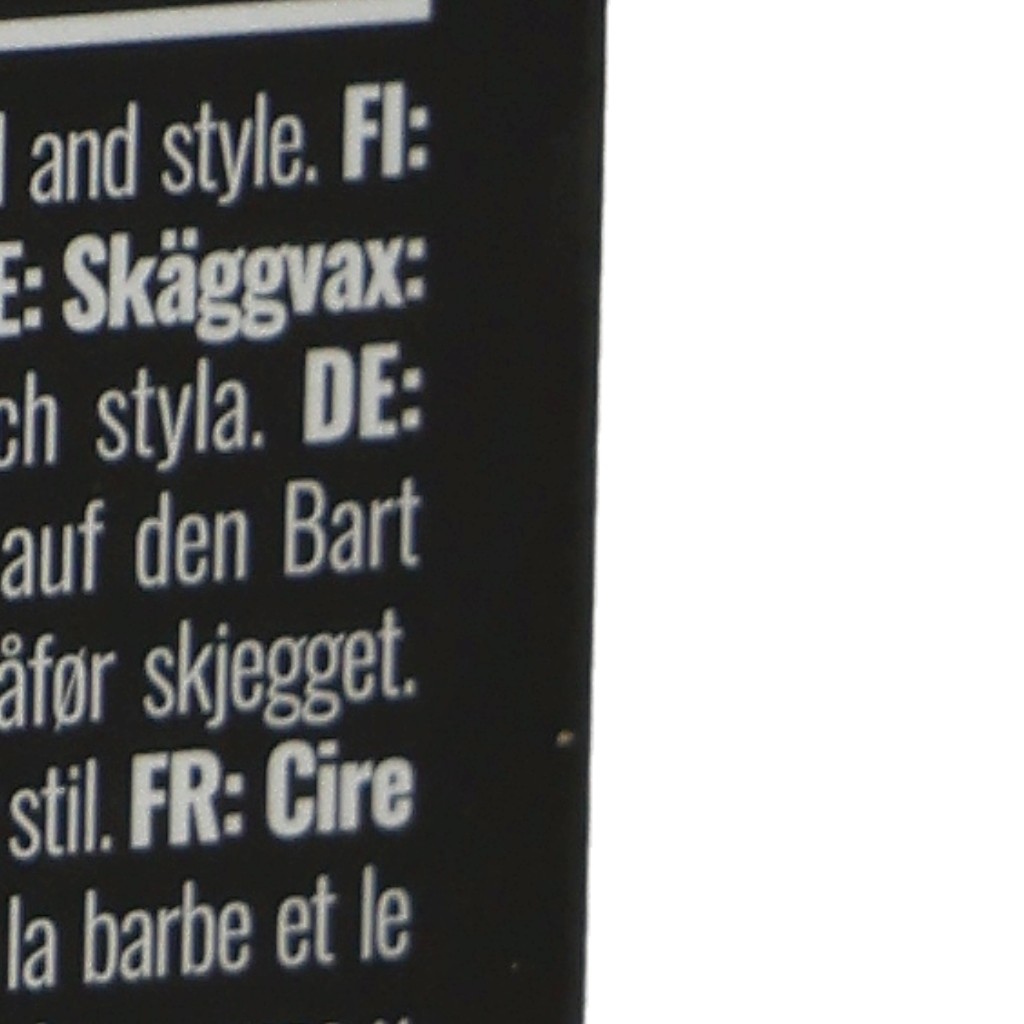 and style. FI:
E: Skäggvax:
ch styla. DE:
auf den Bart
åfør skjegget.
stil. FR: Cire
la barbe et le